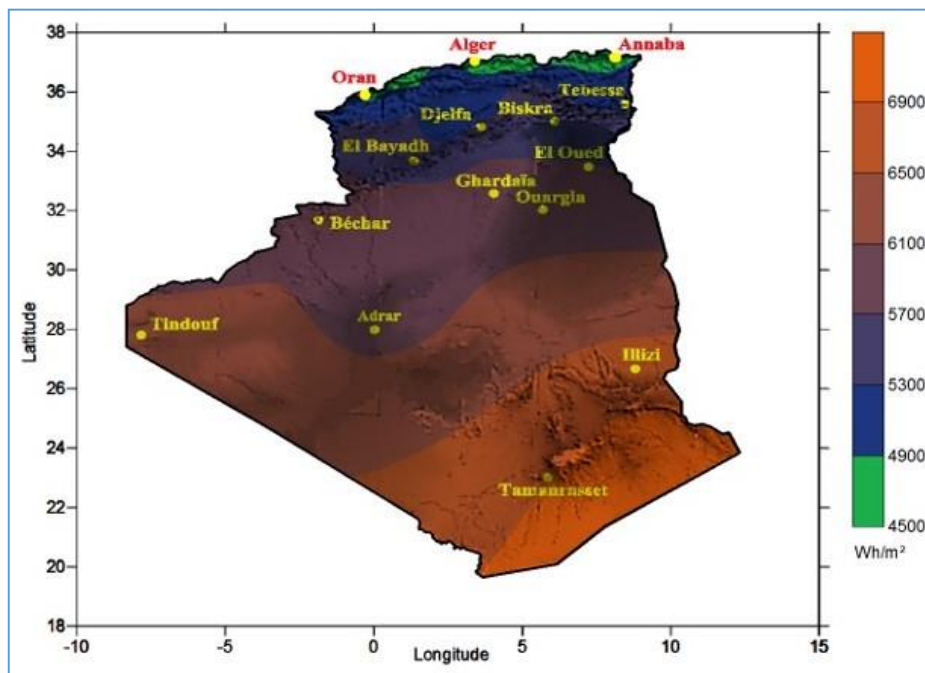 38
36
34
32
30
28
26
24
22
20
18
Latitude
-10
-5
0
5
10
15
Longitude
Alger
Annaba
Oran
Tebessa
Biskra
Djelfa
El Bayadh
El Oued
Ghardaïa
Ouargla
Béchar
Adrar
Tindouf
Illizi
Tamanrasset
6900
6500
6100
5700
5300
4900
4500
Wh/m²